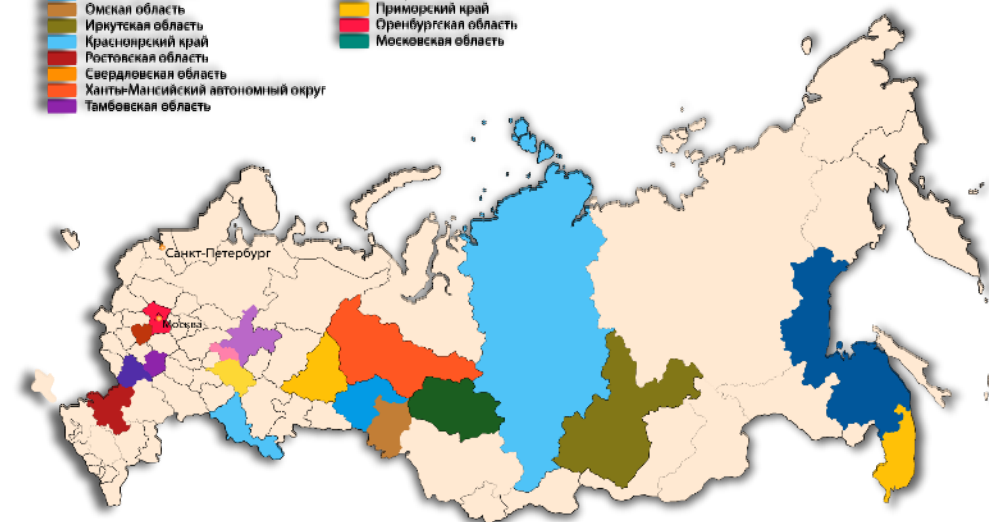 Омская область
Иркутская область
Красноярский край
Ростовская область
Свердловская область
Ханты-Мансийский автономный округ
Тамбовская область
Приморский край
Оренбургская область
Московская область
Санкт-Петербург
Москва